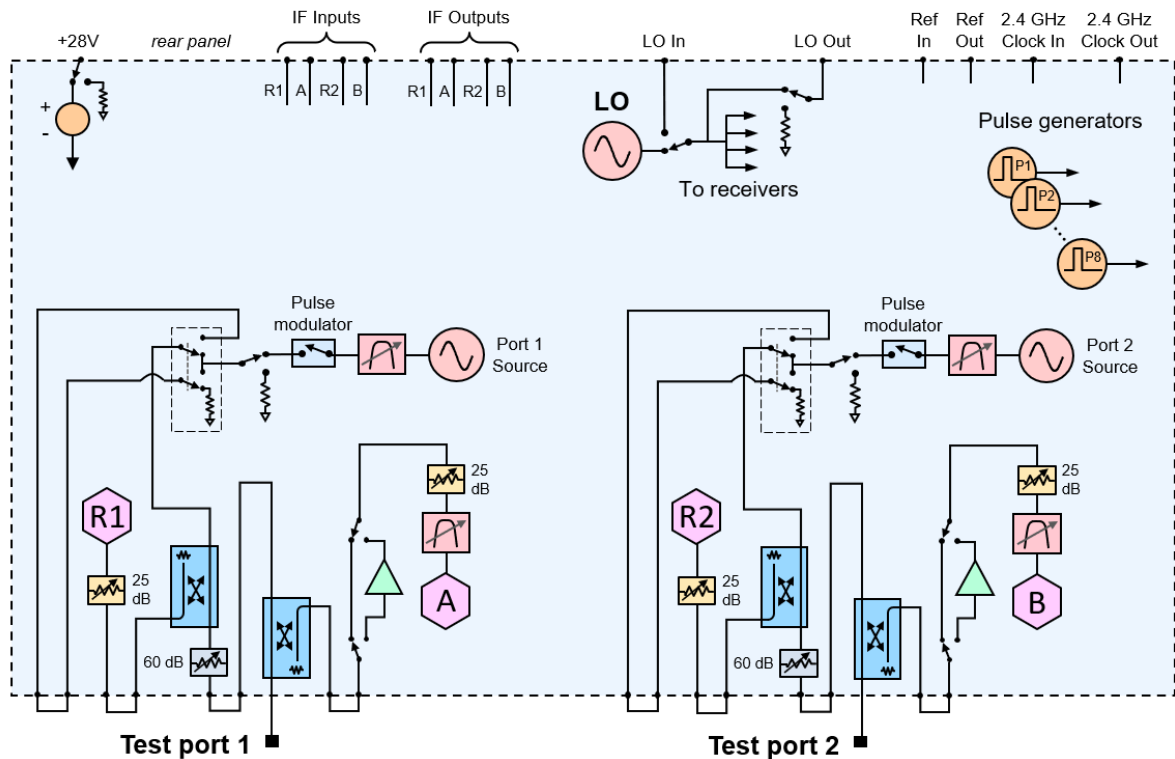 IF Inputs
IF Outputs
Ref In
Ref Out
2.4 GHz Clock In
2.4 GHz Clock Out
+28V
rear panel
LO In
LO Out
R1 A R2 B
R1 A R2 B
+
-
LO
To receivers
Pulse generators
P1
P2
P8
Pulse
modulator
Port 1
Source
Pulse
modulator
Port 2
Source
R1
25
dB
60 dB
25
dB
A
R2
25
dB
60 dB
25
dB
B
Test port 1
Test port 2